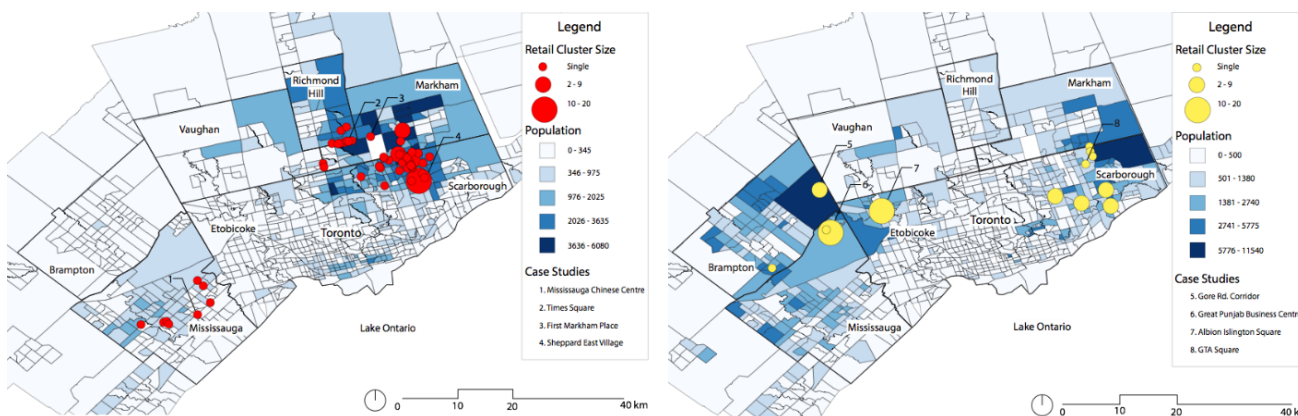 Legend
Retail Cluster Size
Single
2 - 9
10 - 20
Population
0 - 345
346 - 975
976 - 2025
2026 - 3635
3636 - 6080
Case Studies
1. Mississauga Chinese Centre
2. Times Square
3. First Markham Place
4. Sheppard East Village
Richmond
Hill
Markham
2
3
Vaughan
4
Scarborough
Toronto
Etobicoke
Brampton
1
Mississauga
Lake Ontario
0
10
20
40 km
Legend
Retail Cluster Size
Single
2 - 9
10 - 20
Population
0 - 500
501 - 1380
1381 - 2740
2741 - 5775
5776 - 11540
Case Studies
5. Gore Rd. Corridor
6. Great Punjab Business Centre
7. Albion Islington Square
8. GTA Square
Richmond
Hill
Markham
Vaughan
8
5
7
6
Scarborough
Toronto
Etobicoke
Brampton
Mississauga
Lake Ontario
0
10
20
40 km